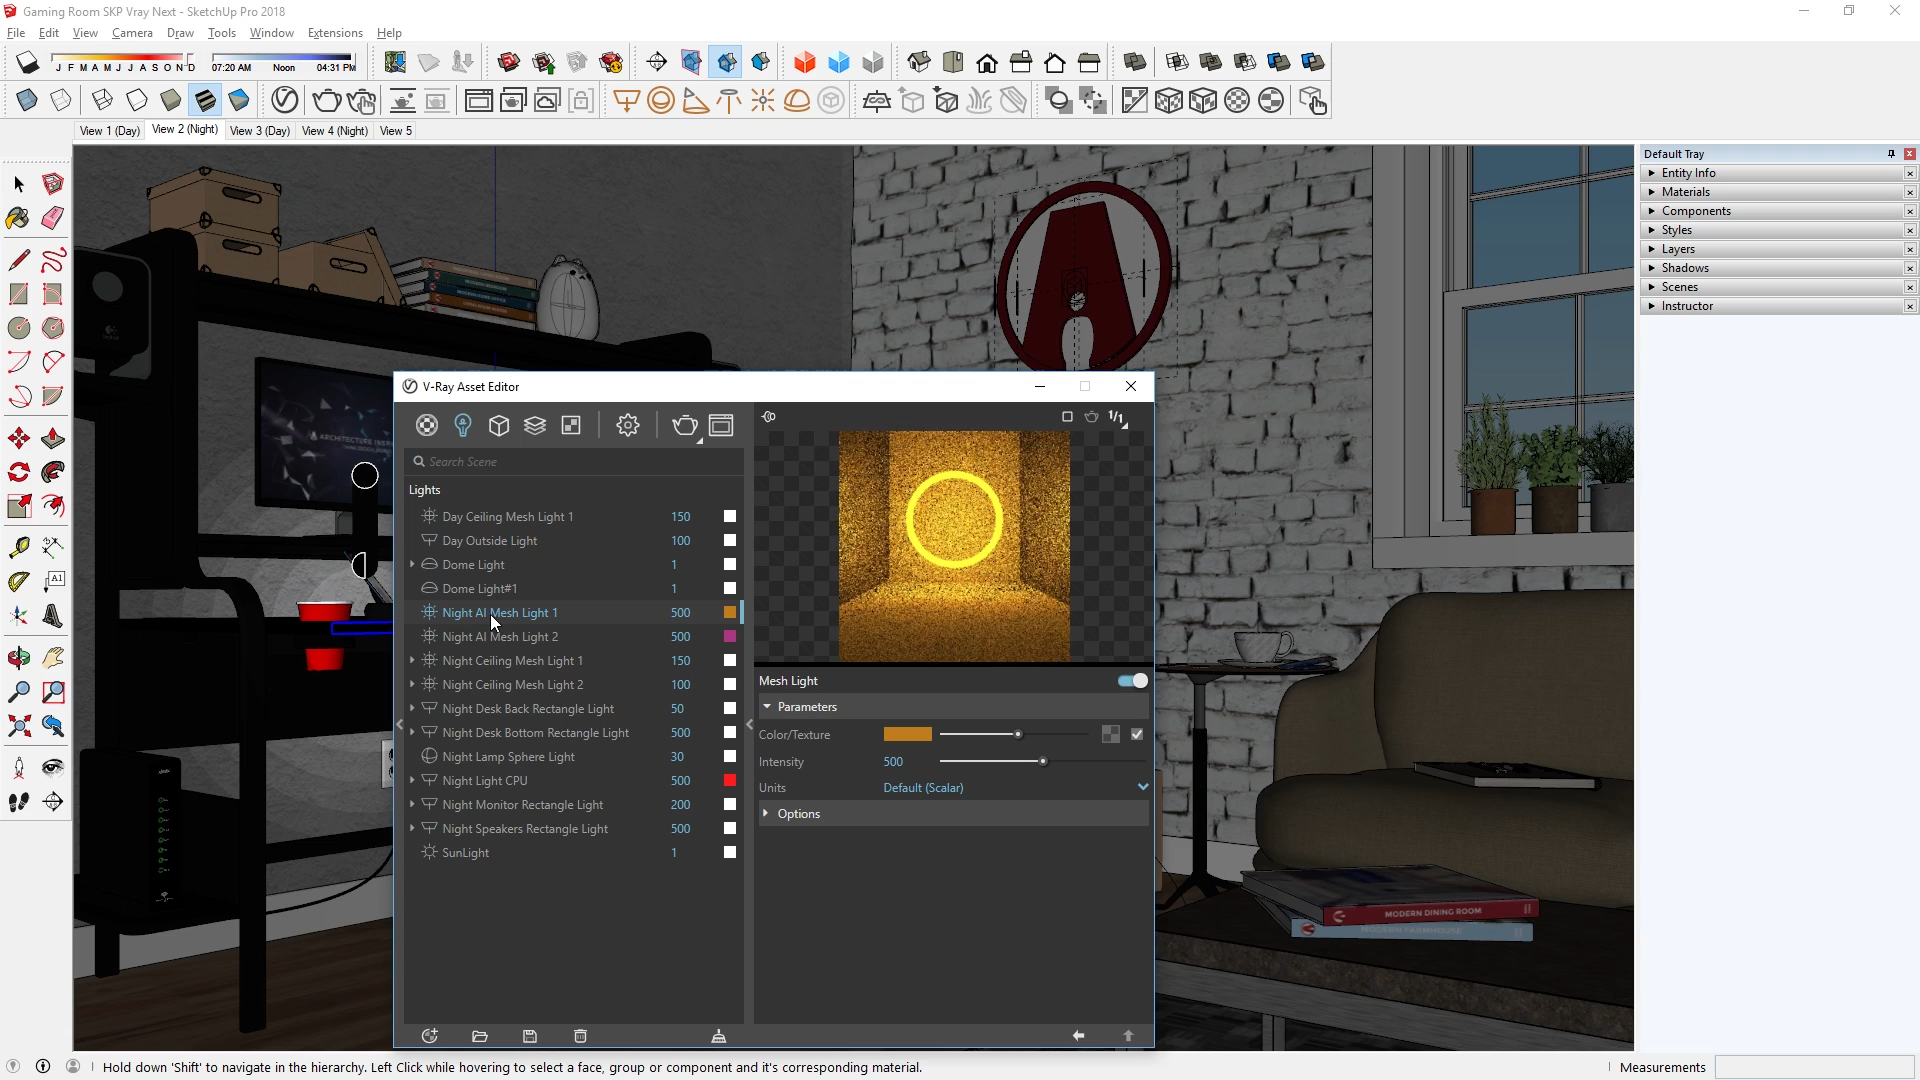 Gaming Room SKP Vray Next - SketchUp Pro 2018
File Edit View Camera Draw Tools Window Extensions Help
J F M A M J J A S O N D
07:20 AM Noon 04:31 PM
View 1 (Day) View 2 (Night) View 3 (Day) View 4 (Night) View 5
Default Tray
Entity Info
Materials
Components
Styles
Layers
Shadows
Scenes
Instructor
V-Ray Asset Editor
Search Scene
1/1
Lights
Day Ceiling Mesh Light 1 150
Day Outside Light 100
Dome Light 1
Dome Light#1 1
Night AI Mesh Light 1 500
Night AI Mesh Light 2 500
Night Ceiling Mesh Light 1 150
Night Ceiling Mesh Light 2 100
Night Desk Back Rectangle Light 50
Night Desk Bottom Rectangle Light 500
Night Lamp Sphere Light 30
Night Light CPU 500
Night Monitor Rectangle Light 200
Night Speakers Rectangle Light 500
SunLight 1
Mesh Light
Parameters
Color/Texture
Intensity 500
Units Default (Scalar)
Options
A1
MODERN DINING ROOM
MODERN FARMHOUSE
Hold down 'Shift' to navigate in the hierarchy. Left Click while hovering to select a face, group or component and it's corresponding material.
Measurements